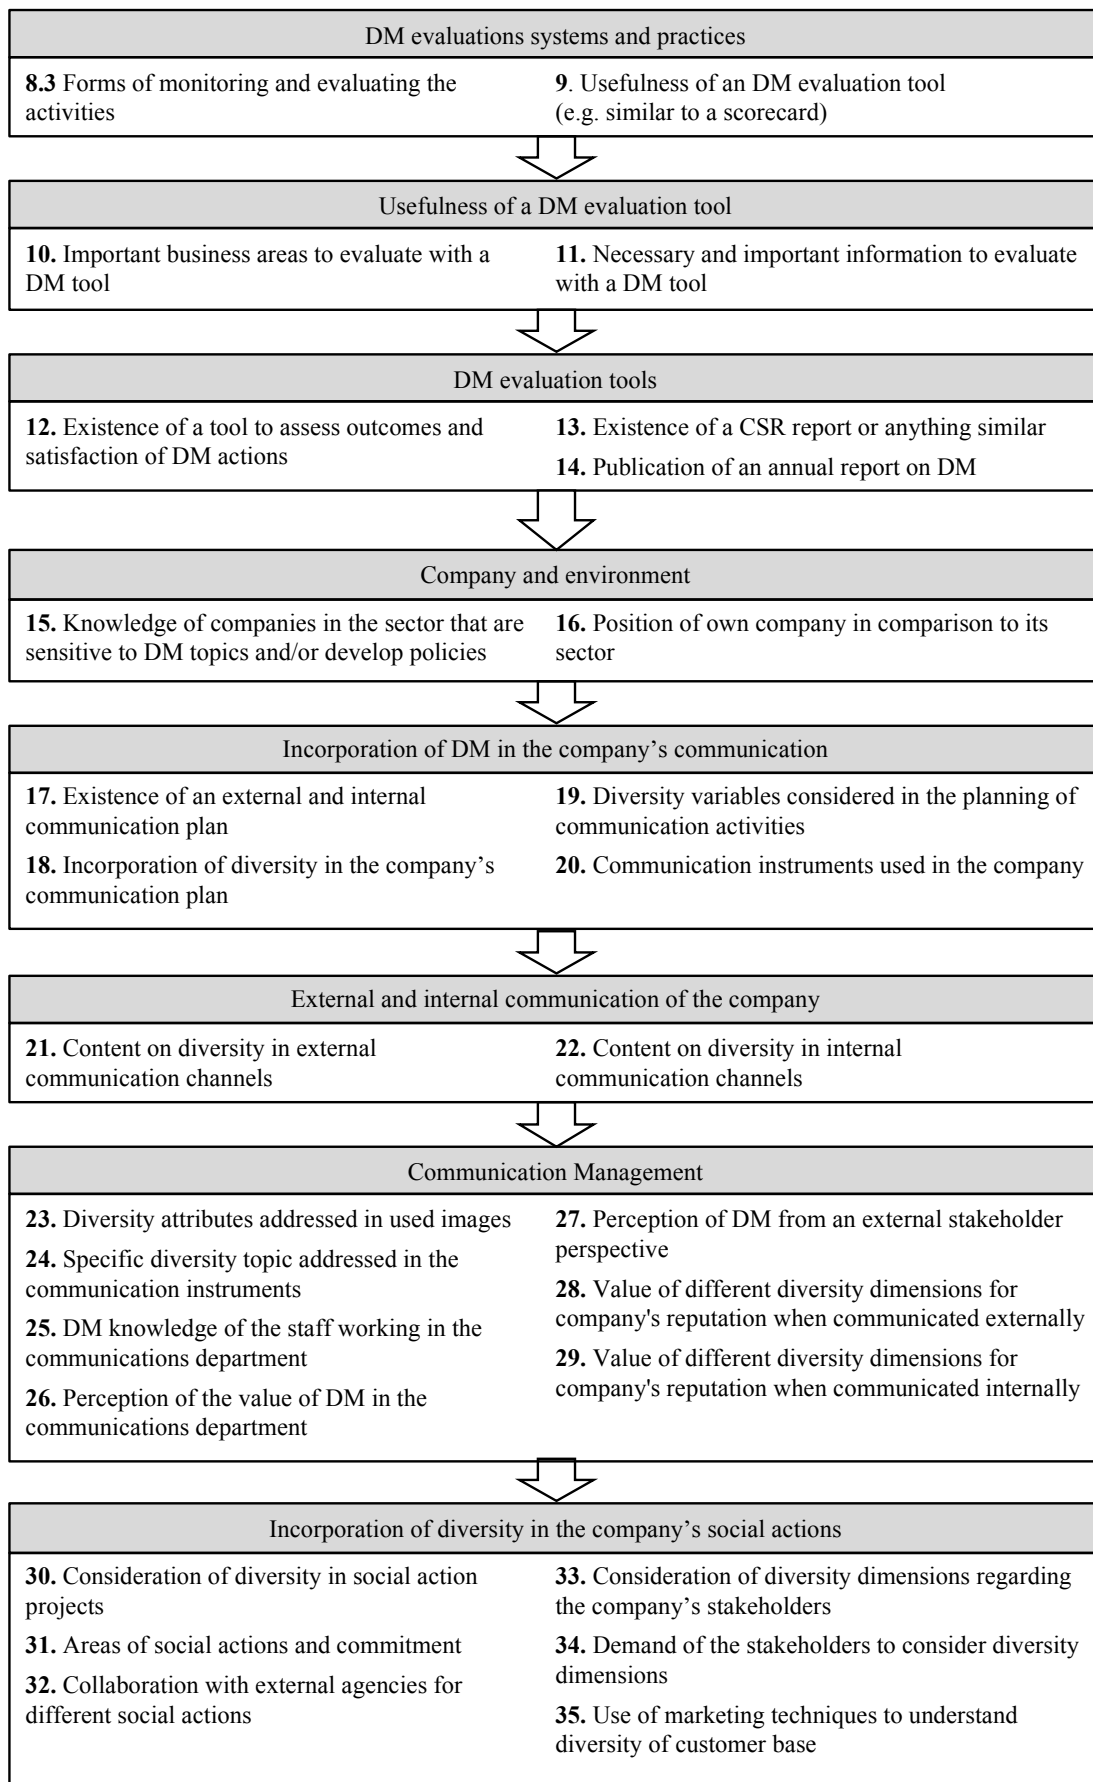 DM evaluations systems and practices
8.3 Forms of monitoring and evaluating the
activities
9. Usefulness of an DM evaluation tool
(e.g. similar to a scorecard)
Usefulness of a DM evaluation tool
10. Important business areas to evaluate with a
DM tool
11. Necessary and important information to evaluate
with a DM tool
DM evaluation tools
12. Existence of a tool to assess outcomes and
satisfaction of DM actions
13. Existence of a CSR report or anything similar
14. Publication of an annual report on DM
Company and environment
15. Knowledge of companies in the sector that are
sensitive to DM topics and/or develop policies
16. Position of own company in comparison to its
sector
Incorporation of DM in the company’s communication
17. Existence of an external and internal
communication plan
18. Incorporation of diversity in the company’s
communication plan
19. Diversity variables considered in the planning of
communication activities
20. Communication instruments used in the company
External and internal communication of the company
21. Content on diversity in external
communication channels
22. Content on diversity in internal
communication channels
Communication Management
23. Diversity attributes addressed in used images
24. Specific diversity topic addressed in the
communication instruments
25. DM knowledge of the staff working in the
communications department
26. Perception of the value of DM in the
communications department
27. Perception of DM from an external stakeholder
perspective
28. Value of different diversity dimensions for
company's reputation when communicated externally
29. Value of different diversity dimensions for
company's reputation when communicated internally
Incorporation of diversity in the company’s social actions
30. Consideration of diversity in social action
projects
31. Areas of social actions and commitment
32. Collaboration with external agencies for
different social actions
33. Consideration of diversity dimensions regarding
the company’s stakeholders
34. Demand of the stakeholders to consider diversity
dimensions
35. Use of marketing techniques to understand
diversity of customer base